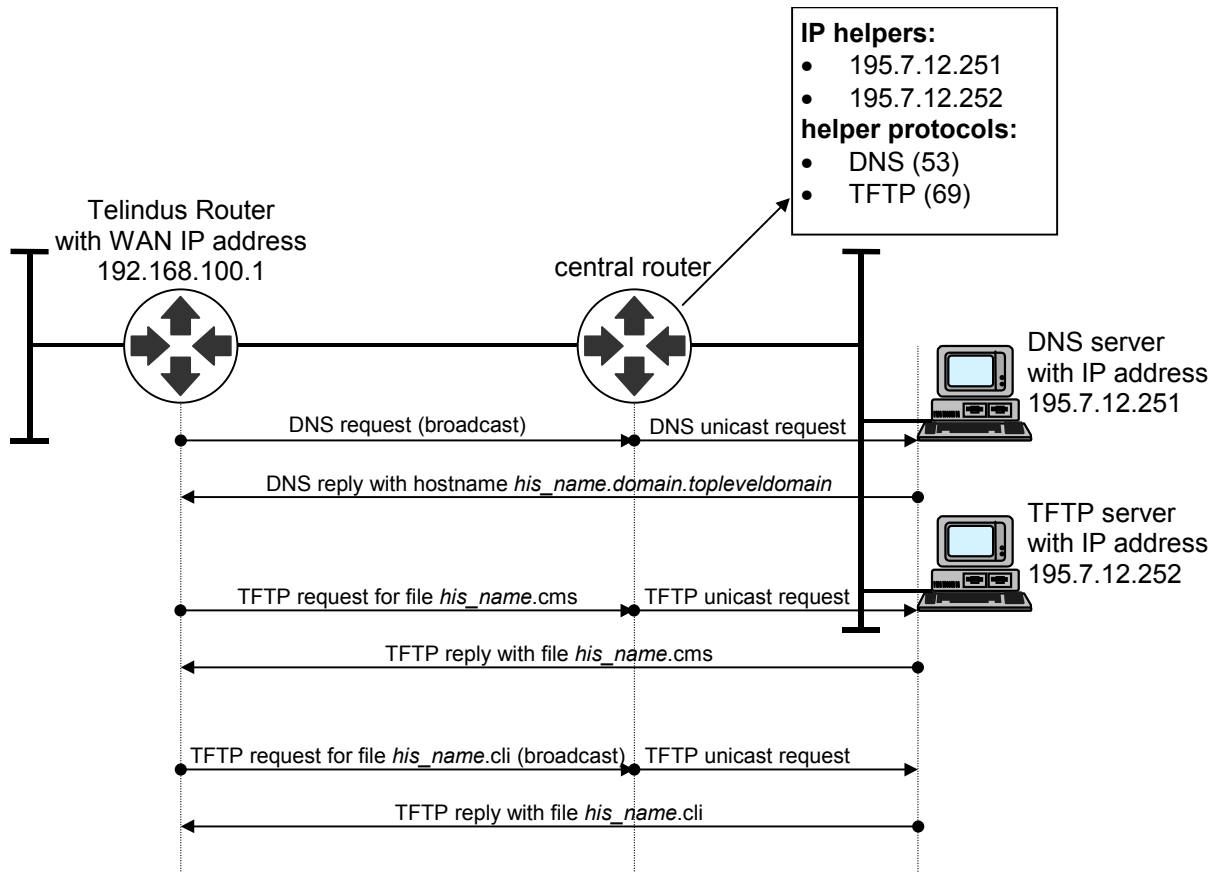 IP helpers:
• 195.7.12.251
• 195.7.12.252
helper protocols:
• DNS (53)
• TFTP (69)
Telindus Router
with WAN IP address
192.168.100.1
central router
DNS server
with IP address
195.7.12.251
DNS request (broadcast)
DNS unicast request
DNS reply with hostname his_name.domain.topleveldomain
TFTP server
with IP address
195.7.12.252
TFTP request for file his_name.cms
TFTP unicast request
TFTP reply with file his_name.cms
TFTP request for file his_name.cli (broadcast)
TFTP unicast request
TFTP reply with file his_name.cli